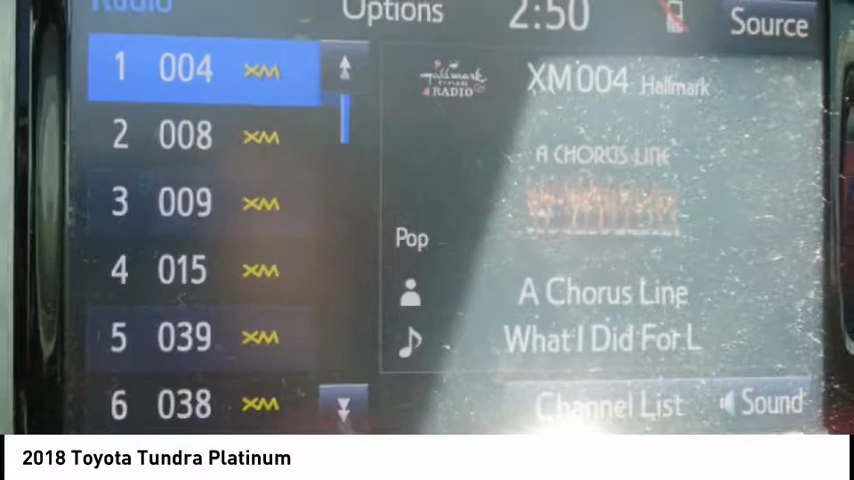 Radio
Options
2:50
Source
1 004 XM
2 008 XM
3 009 XM
4 015 XM
5 039 XM
6 038 XM
Hallmark
RADIO
XM004 Hallmark
A CHORUS LINE
Pop
A Chorus Line
What I Did For L
Channel List
Sound
2018 Toyota Tundra Platinum